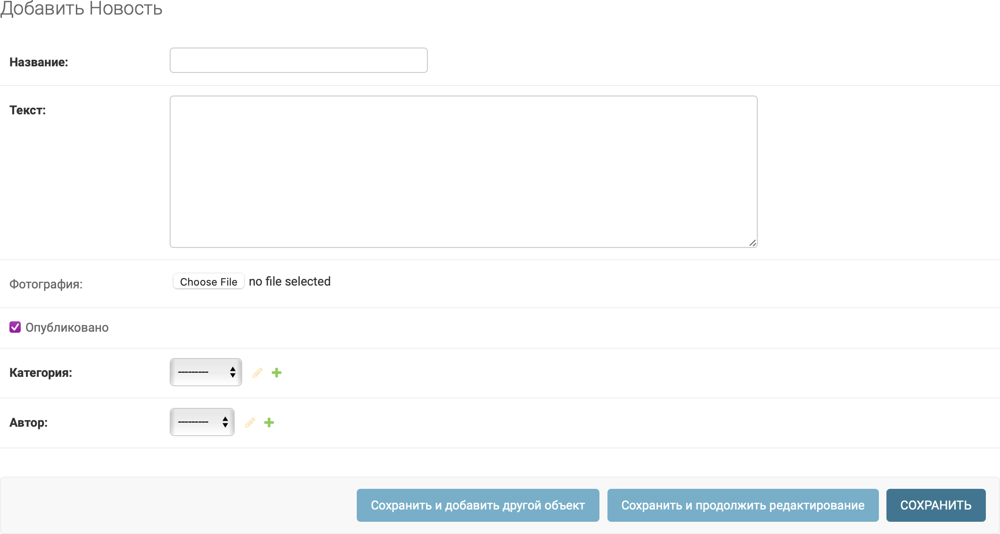 Добавить Новость
Название:
Текст:
Фотография: Choose File no file selected
Опубликовано
Категория: ---------
Автор: ---------
Сохранить и добавить другой объект Сохранить и продолжить редактирование СОХРАНИТЬ